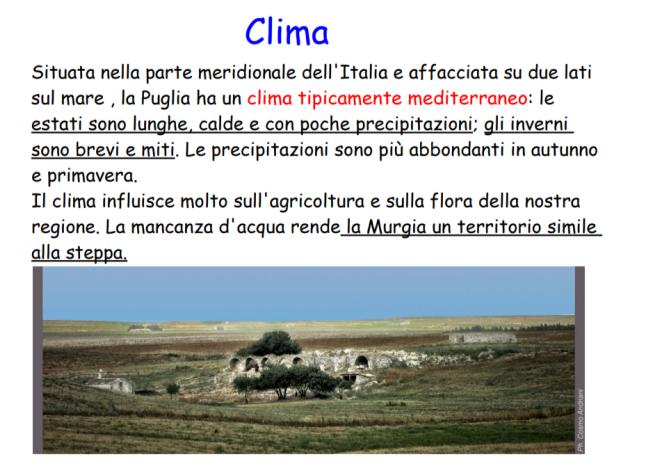 Clima
Situata nella parte meridionale dell'Italia e affacciata su due lati
sul mare , la Puglia ha un clima tipicamente mediterraneo: le
estati sono lunghe, calde e con poche precipitazioni; gli inverni
sono brevi e miti. Le precipitazioni sono più abbondanti in autunno
e primavera.
Il clima influisce molto sull'agricoltura e sulla flora della nostra
regione. La mancanza d'acqua rende la Murgia un territorio simile
alla steppa.
Ph. Cosmo Andriani